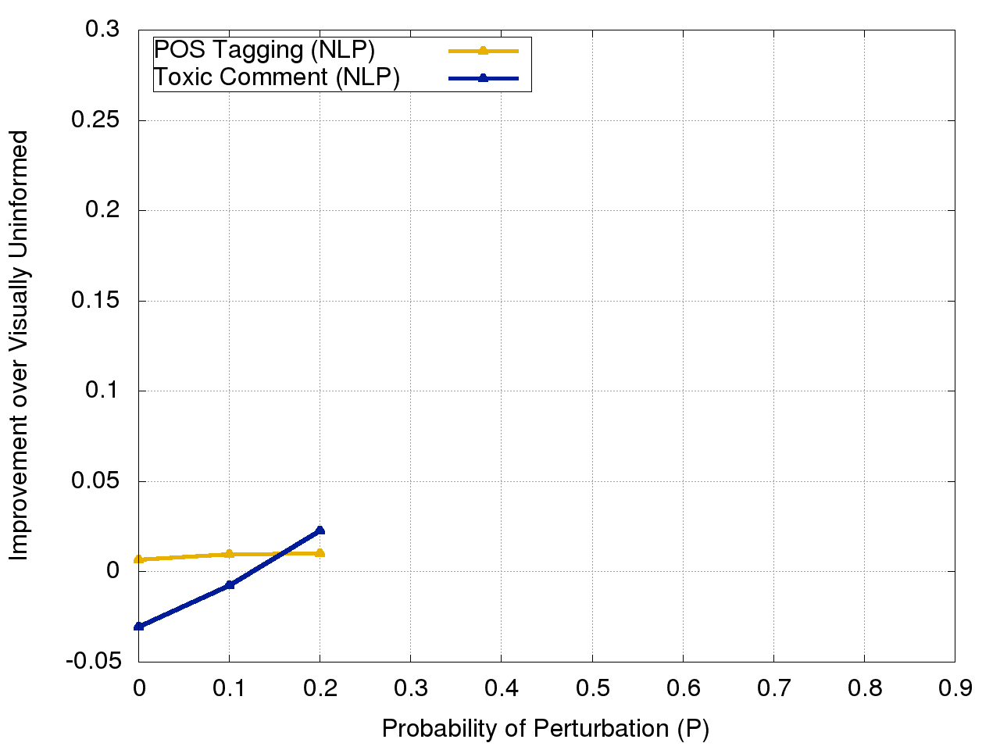 0.3
POS Tagging (NLP)
Toxic Comment (NLP)
0.25
0.2
0.15
0.1
0.05
0
-0.05
Improvement over Visually Uninformed
0 0.1 0.2 0.3 0.4 0.5 0.6 0.7 0.8 0.9
Probability of Perturbation (P)